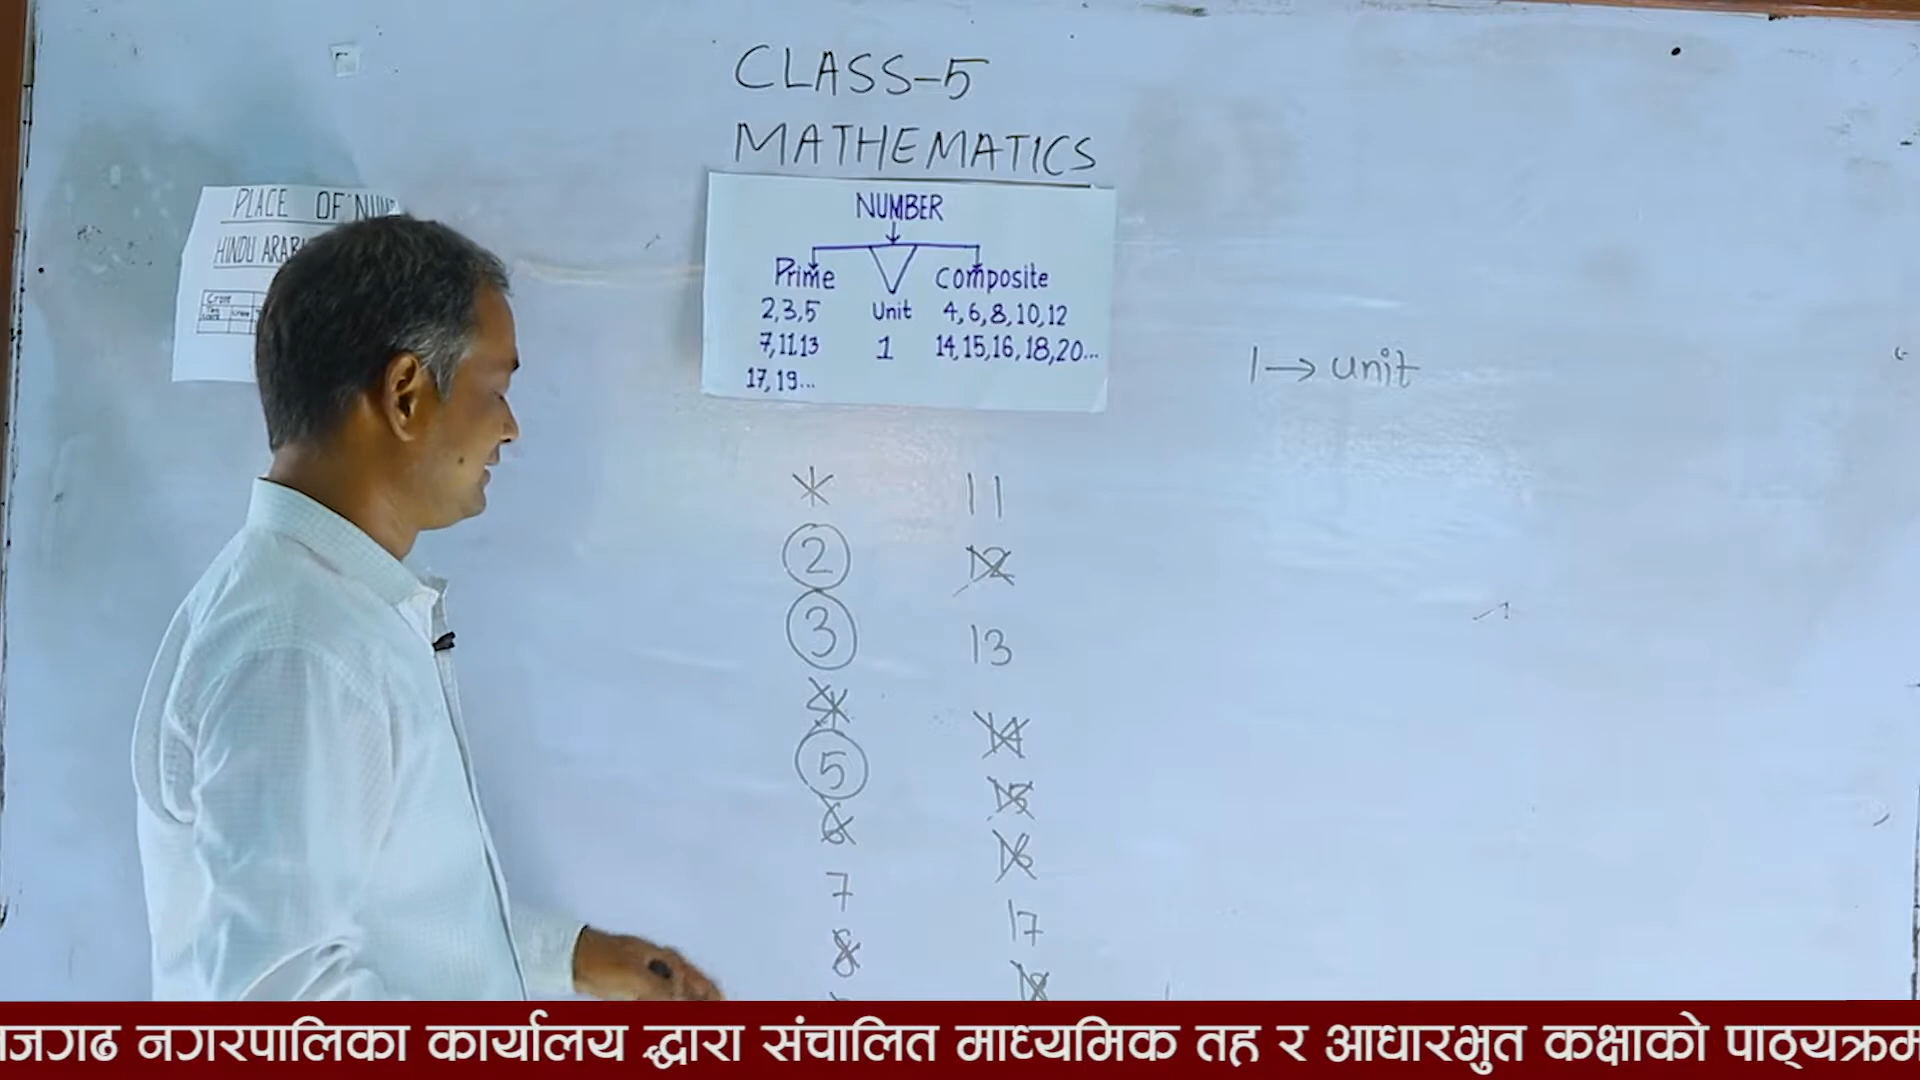 CLASS-5
MATHEMATICS
PLACE OF
HINDU
NUMBER
Prime
composite
2,3,5
Unit
4,6,8,10,12
7,11,13
1
14,15,16,18,20...
17,19...
1 → unit
11
2
12
3
13
4
14
5
15
6
16
7
17
8
18
नगरपालिका कार्यालय द्धारा संचालित माध्यमिक तह र आधारभुत कक्षाको पाठ्यक्रम